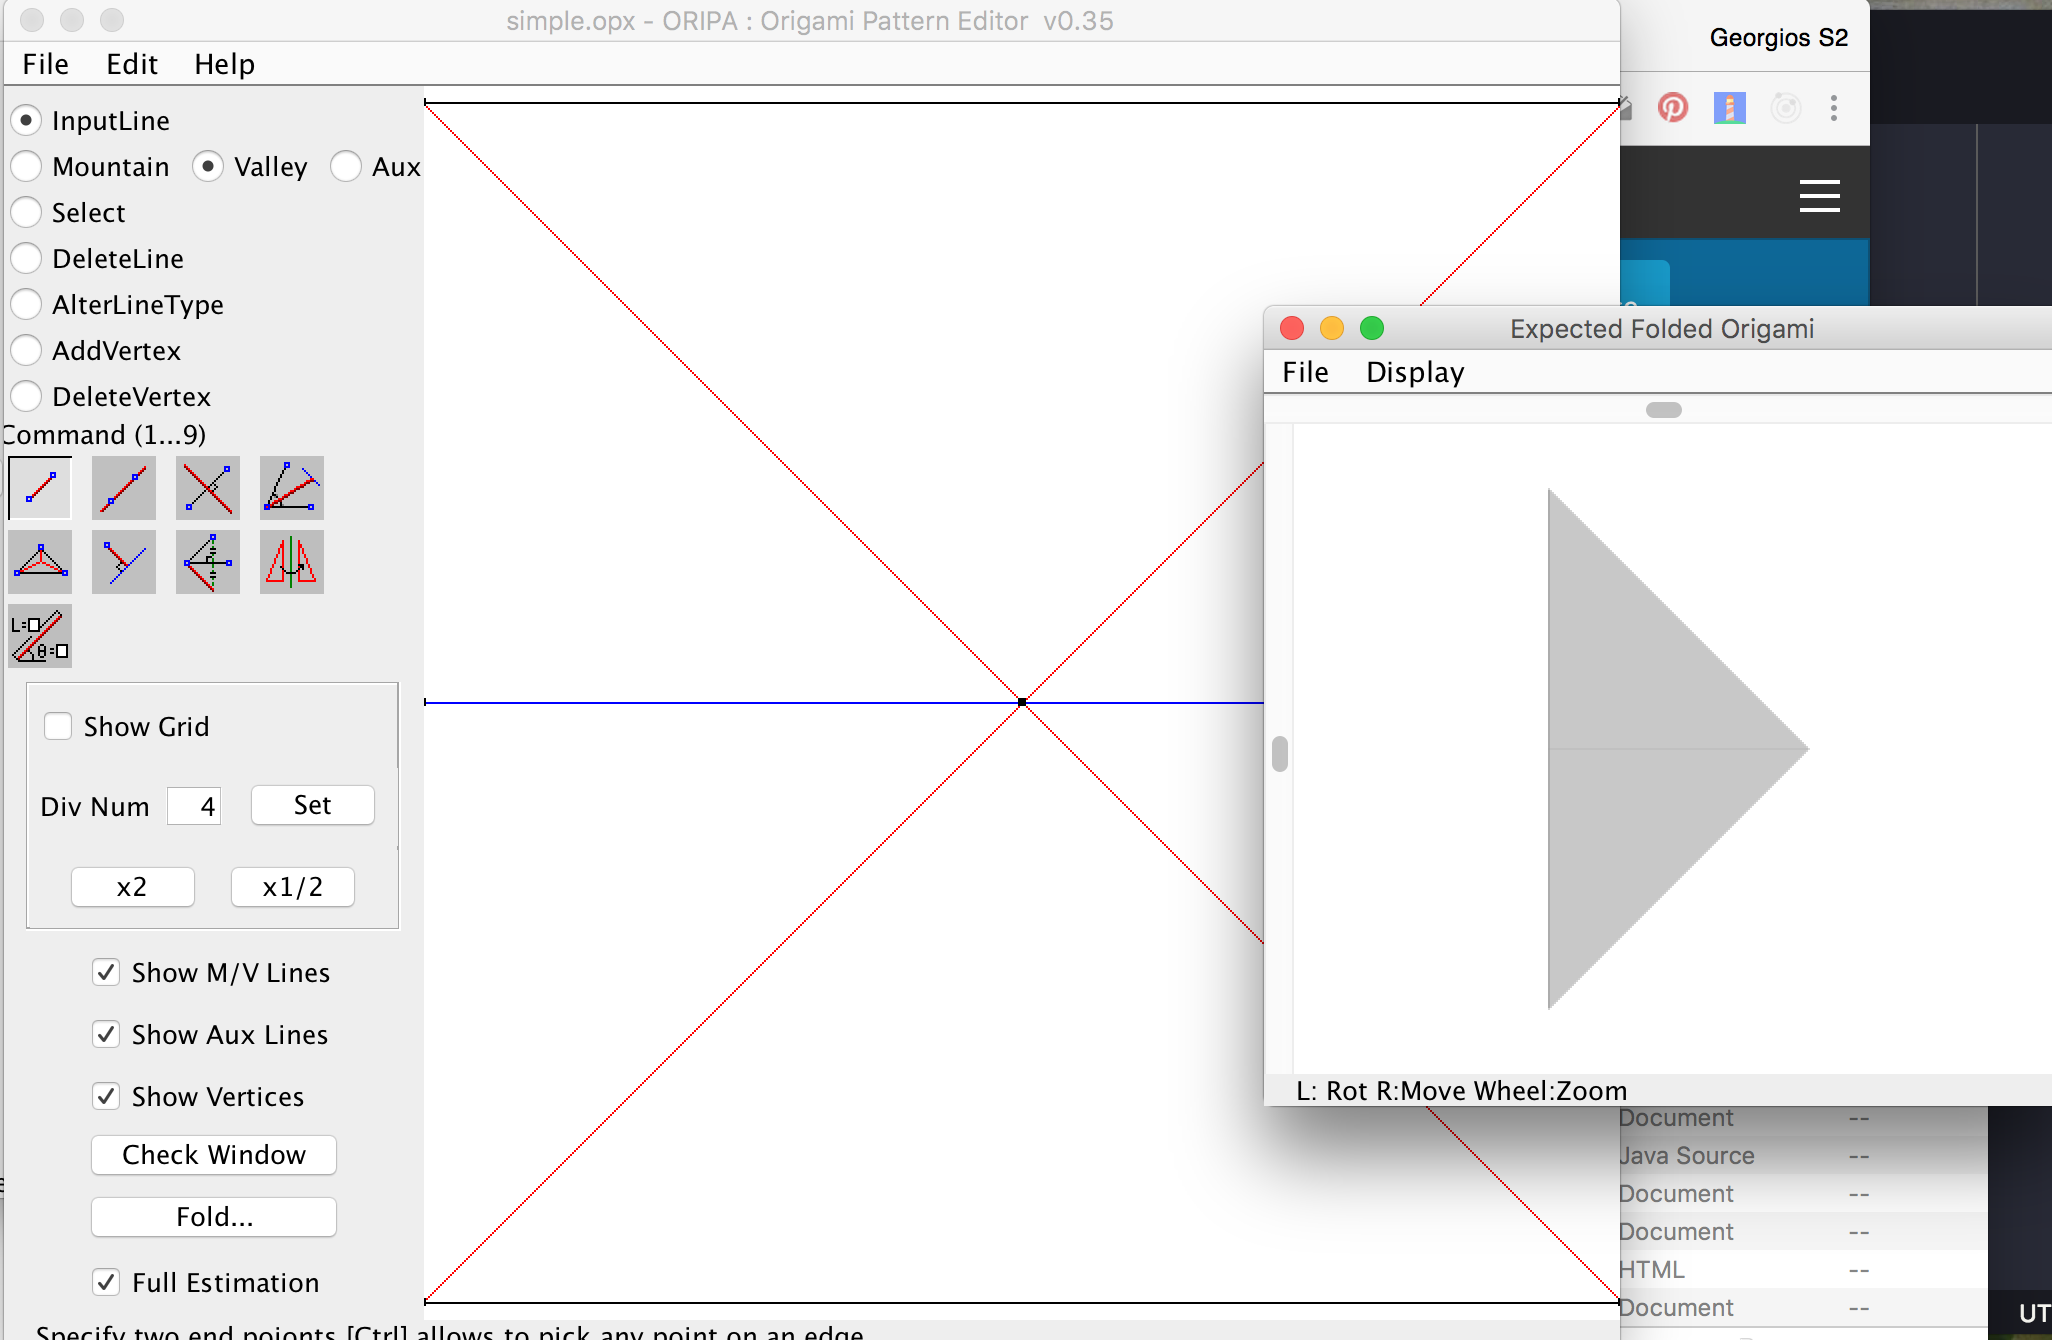 simple.opx - ORIPA : Origami Pattern Editor v0.35
Georgios S2
File Edit Help
InputLine
Mountain Valley Aux
Select
DeleteLine
AlterLineType
AddVertex
DeleteVertex
Command (1...9)
L= θ=
Show Grid
Div Num 4 Set
x2 x1/2
Show M/V Lines
Show Aux Lines
Show Vertices
Check Window
Fold...
Full Estimation
Specify two end poionts [Ctrl] allows to pick any point on an edge
Expected Folded Origami
File Display
L: Rot R:Move Wheel:Zoom
Document --
Java Source --
Document --
Document --
HTML --
Document --
UT